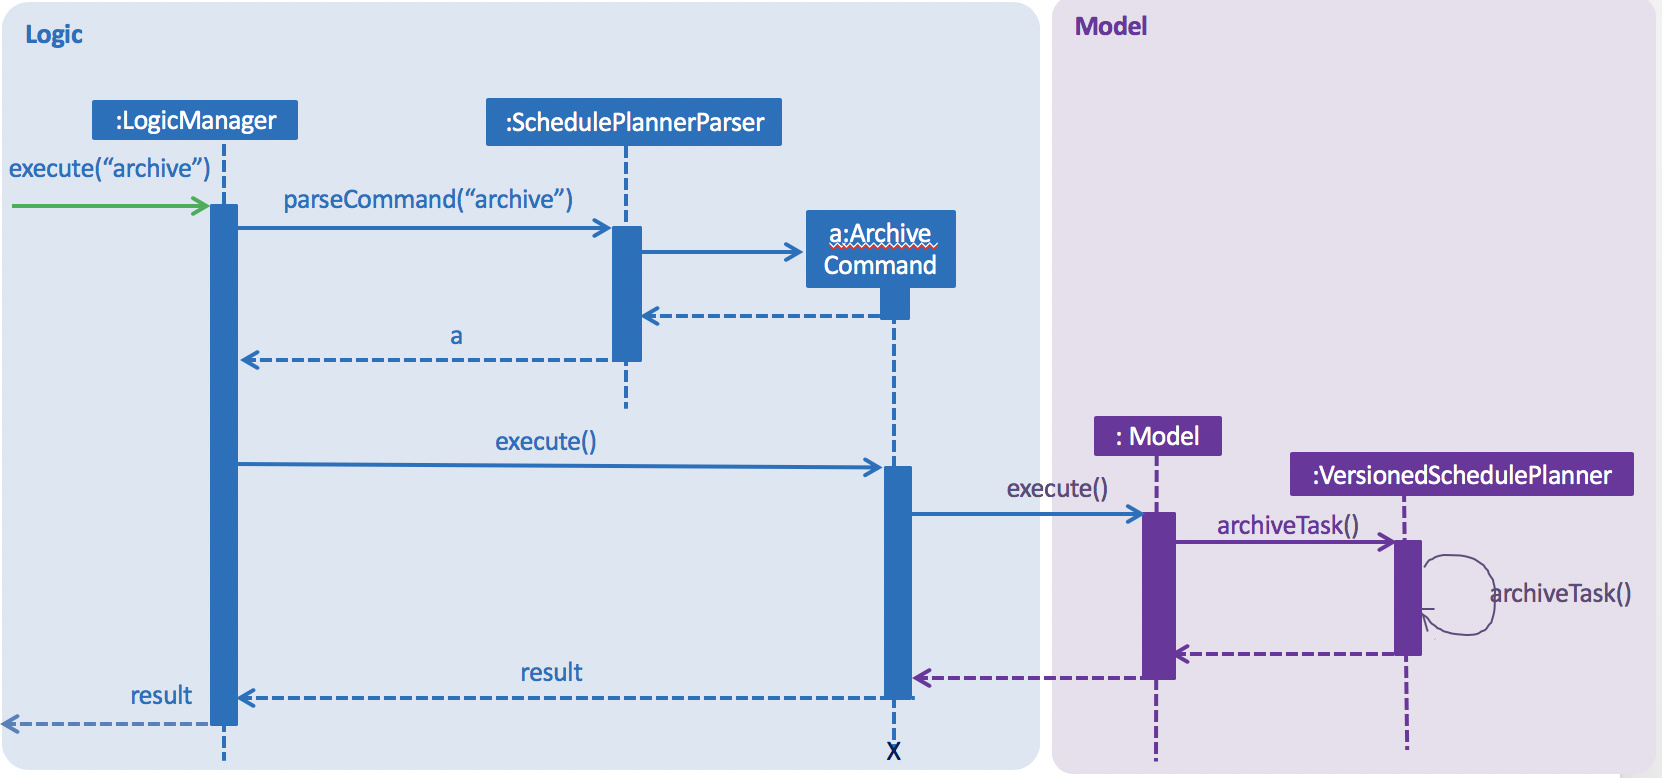 Logic
Model
:LogicManager
:SchedulePlannerParser
execute(“archive”)
parseCommand(“archive”)
a:Archive
Command
a
execute()
: Model
:VersionedSchedulePlanner
execute()
archiveTask()
archiveTask()
result
result
X